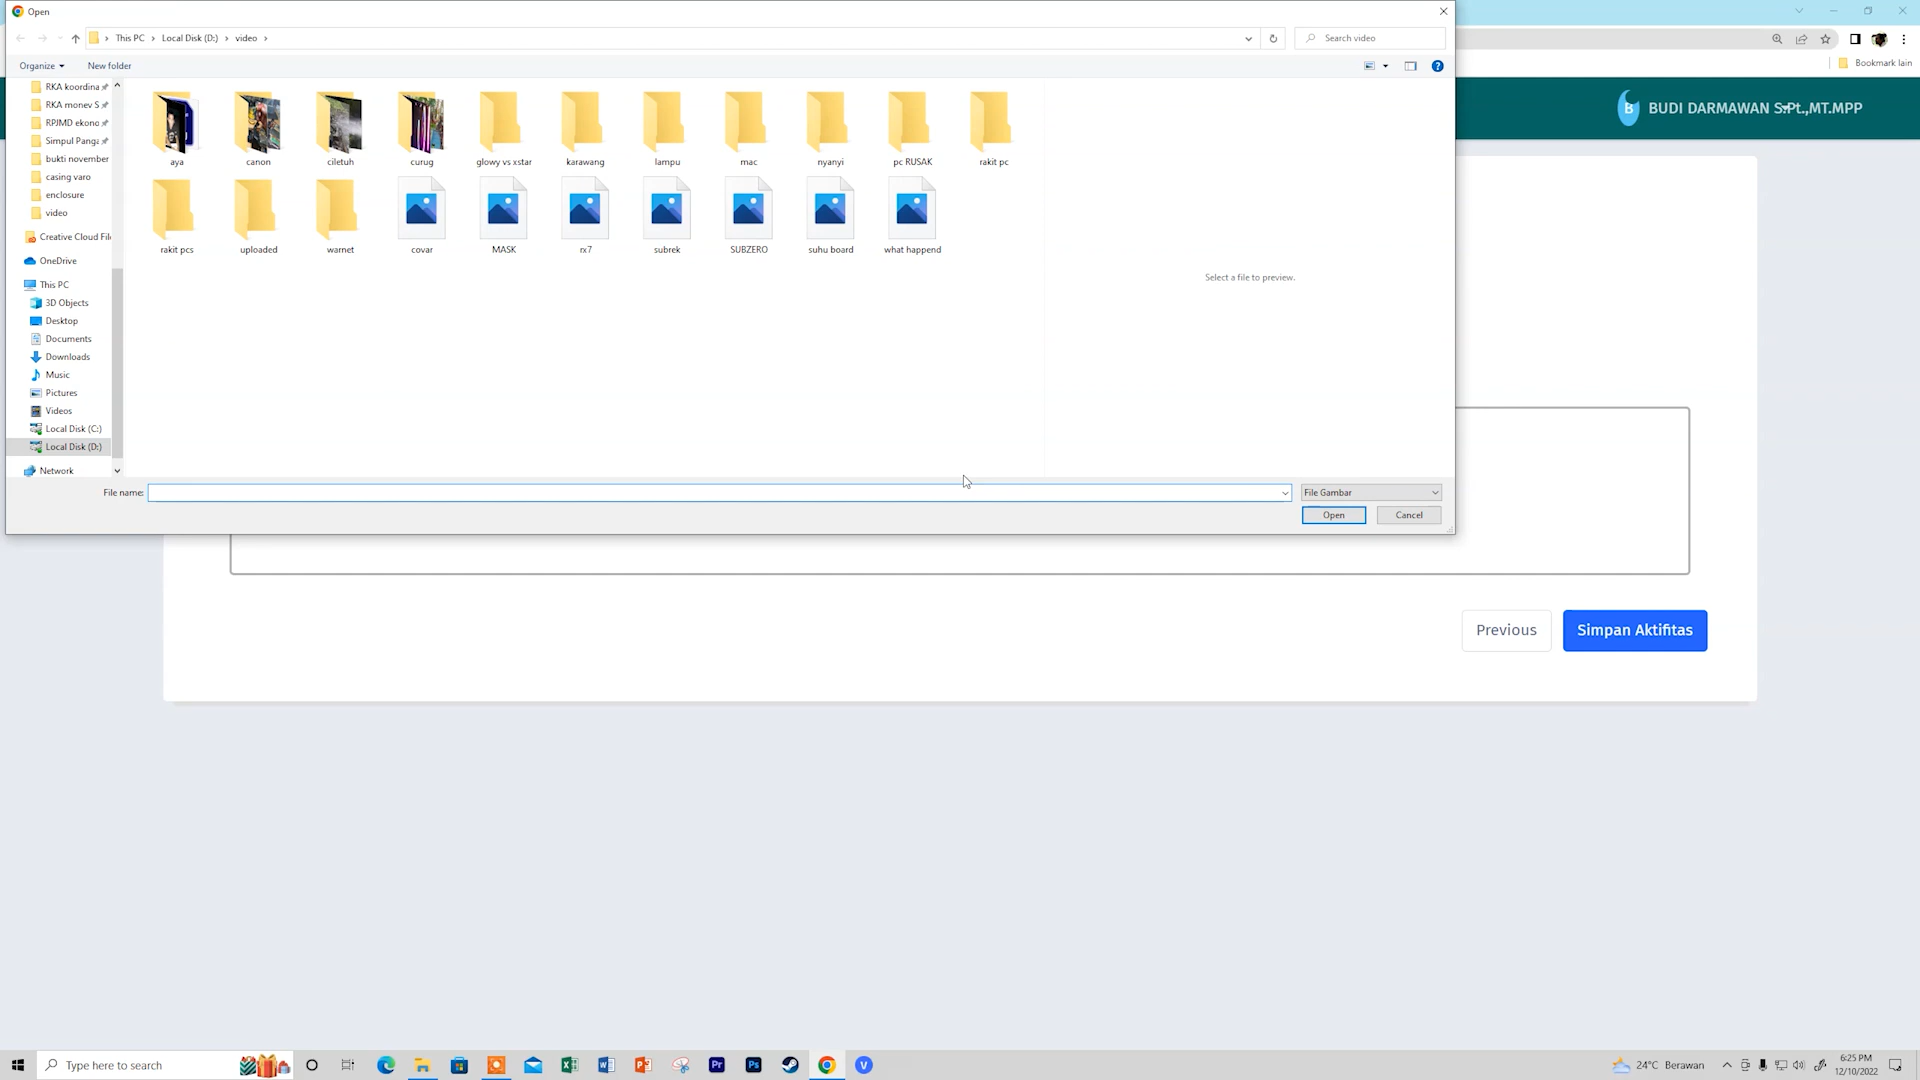 Open
This PC
Local Disk (D:)
video
Search video
Bookmark lain
Organize
New folder
BUDI DARMAWAN S.Pt.,MT.MPP
RKA koordina
RKA monev S
RPJMD ekono
Simpul Panga
bukti november
casing varo
enclosure
video
Creative Cloud Fil
OneDrive
This PC
3D Objects
Desktop
Documents
Downloads
Music
Pictures
Videos
Local Disk (C:)
Local Disk (D:)
Network
aya
canon
ciletuh
curug
glowy vs xstar
karawang
lampu
mac
nyanyi
pc RUSAK
rakit pc
rakit pcs
uploaded
warnet
covar
MASK
rx7
subrek
SUBZERO
suhu board
what happend
Select a file to preview.
File name:
File Gambar
Open
Cancel
Previous
Simpan Aktifitas
Type here to search
24°C Berawan
6:25 PM
12/10/2022